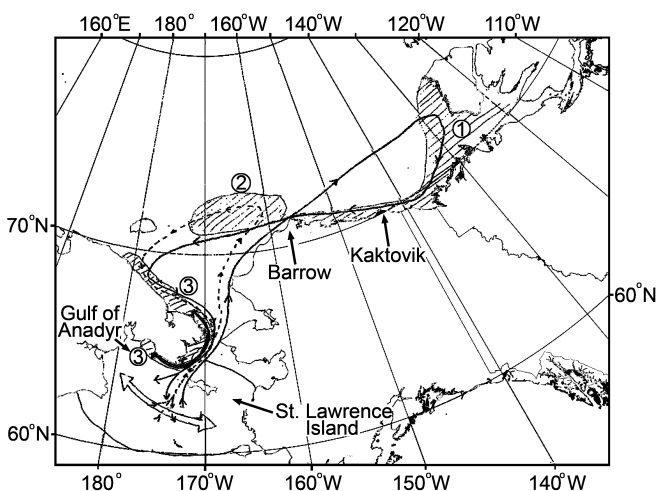 160°E 180° 160°W 140°W 120°W 110°W
①
②
70°N
Barrow
Kaktovik
③
60°N
Gulf of
Anadyr
③
St. Lawrence
Island
60°N
180° 170°W 160°W 150°W 140°W